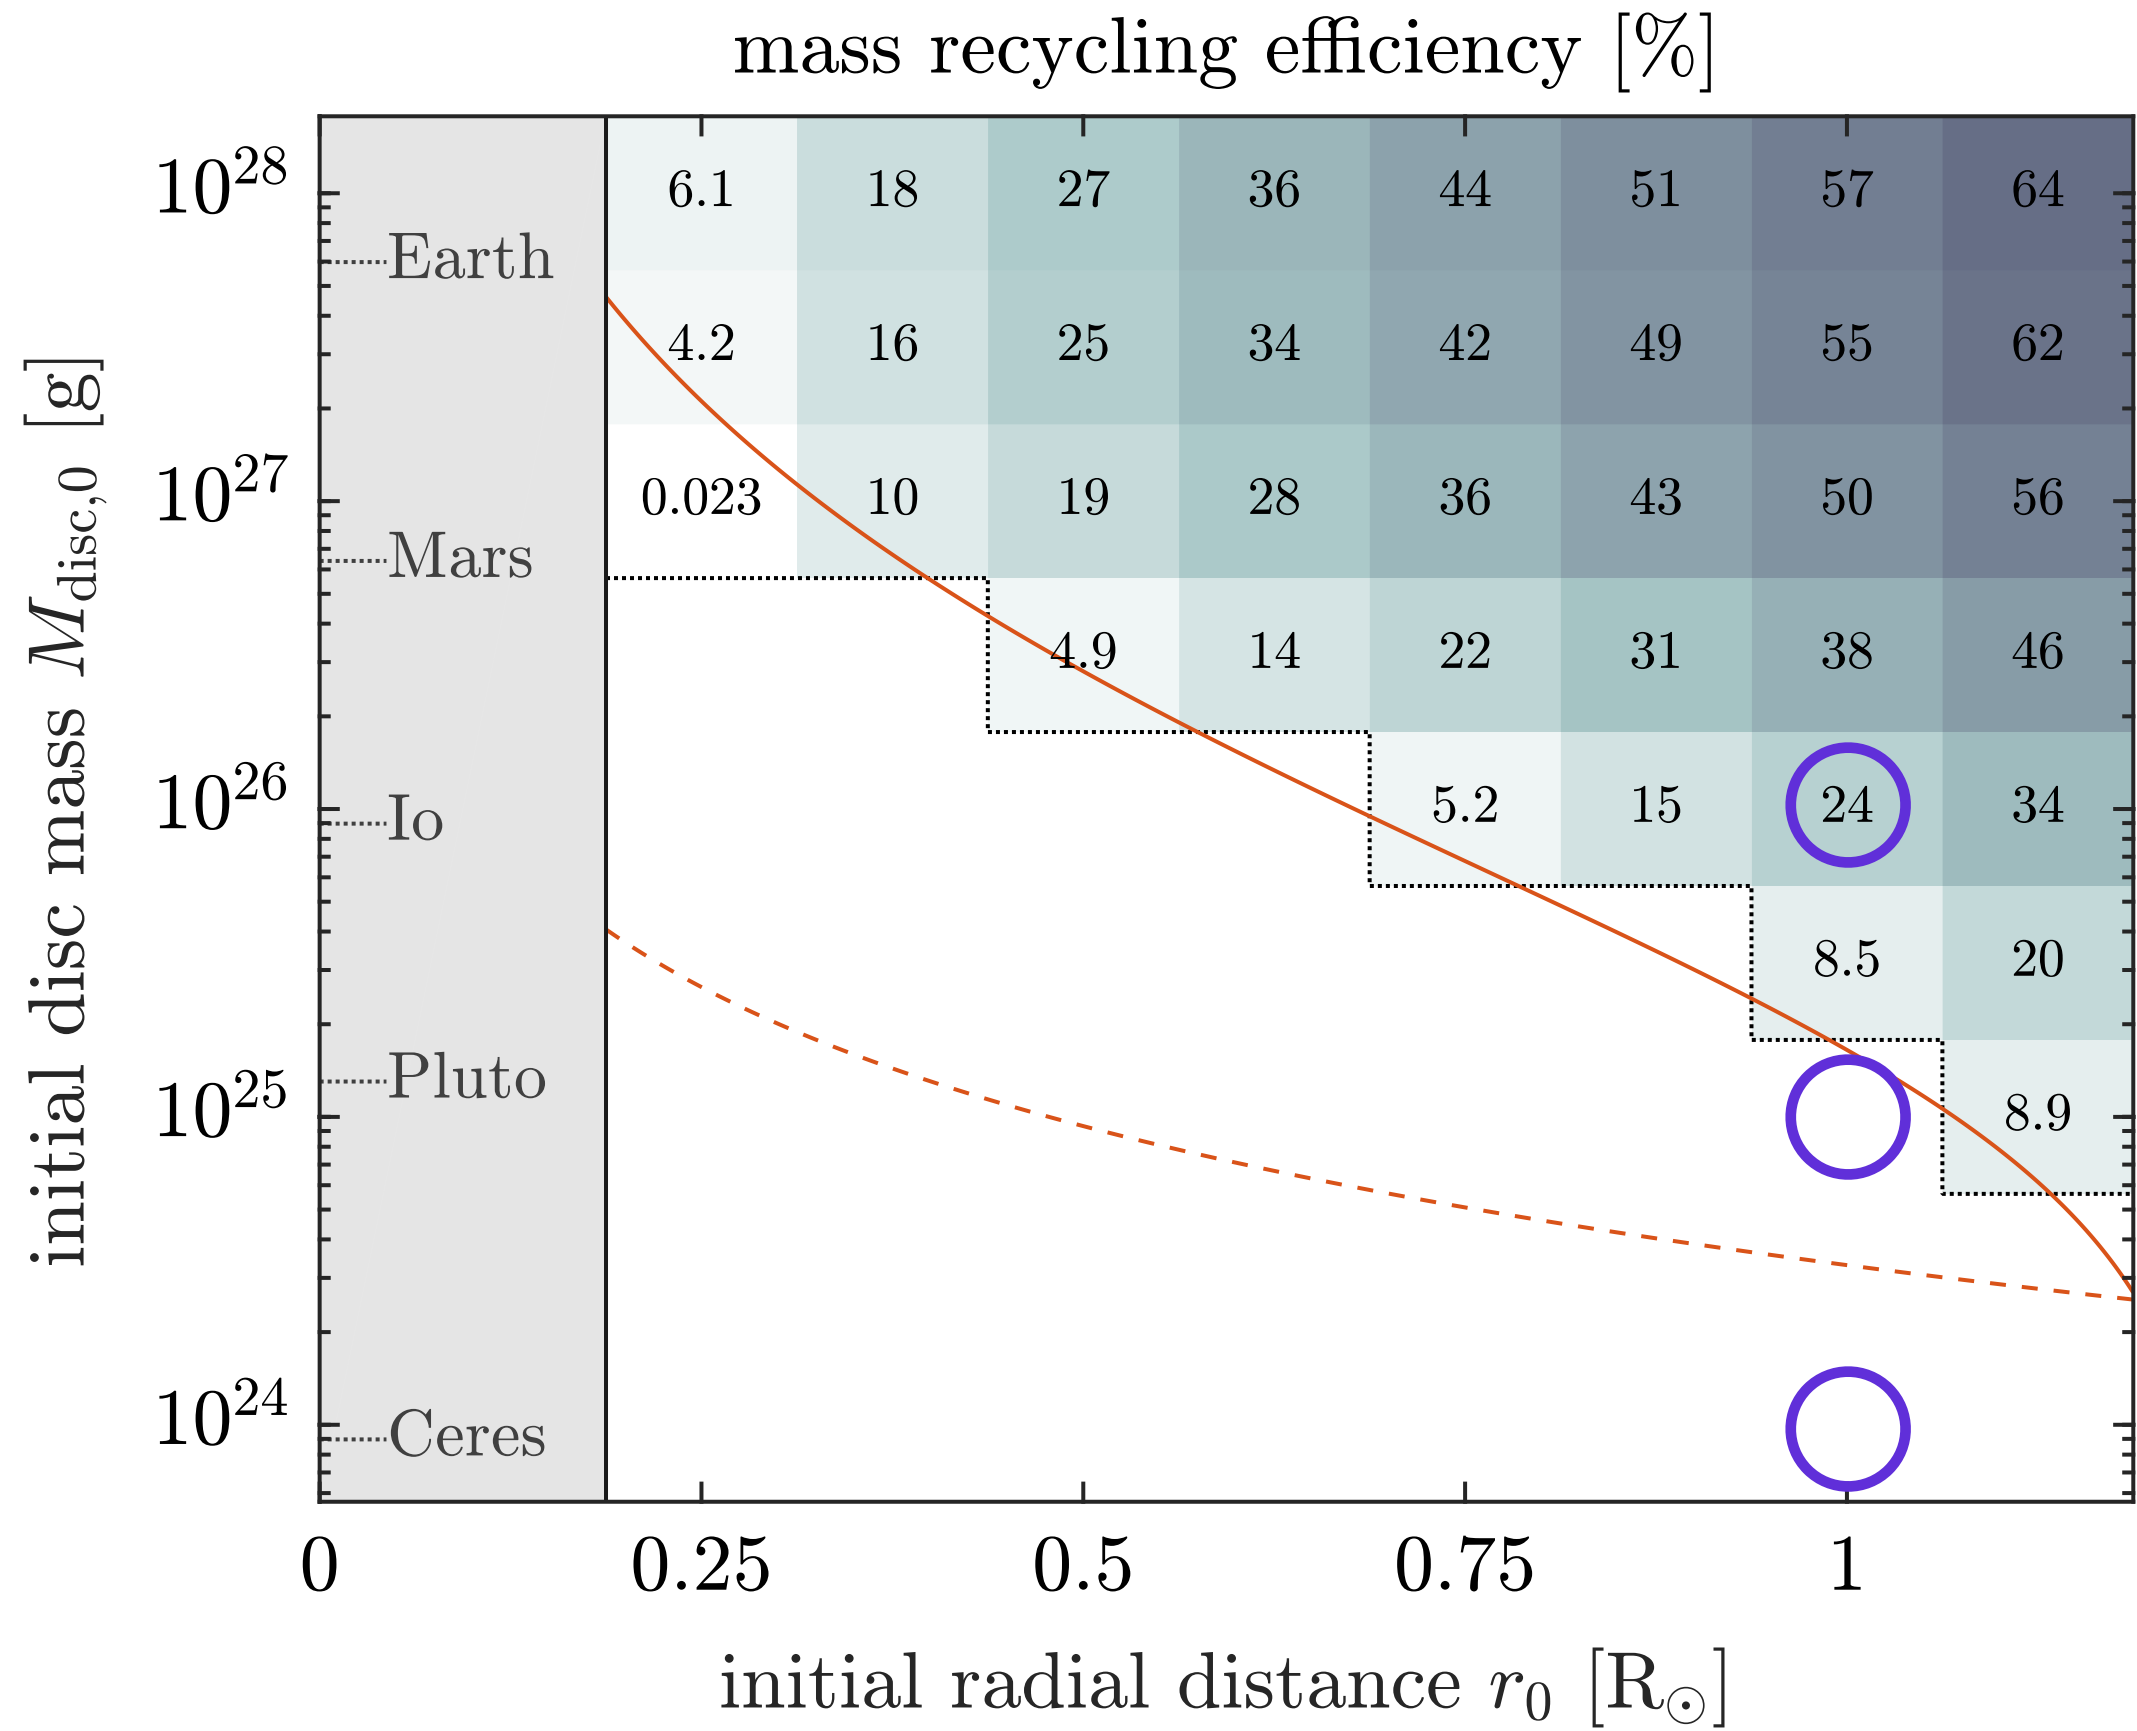 mass recycling efficiency [%]
initial disc mass M_disc,0 [g]
10^28
6.1 18 27 36 44 51 57 64
Earth
4.2 16 25 34 42 49 55 62
10^27
0.023 10 19 28 36 43 50 56
Mars
4.9 14 22 31 38 46
10^26
5.2 15 24 34
Io
8.5 20
Pluto
10^25
8.9
10^24
Ceres
0 0.25 0.5 0.75 1
initial radial distance r_0 [R_⊙]